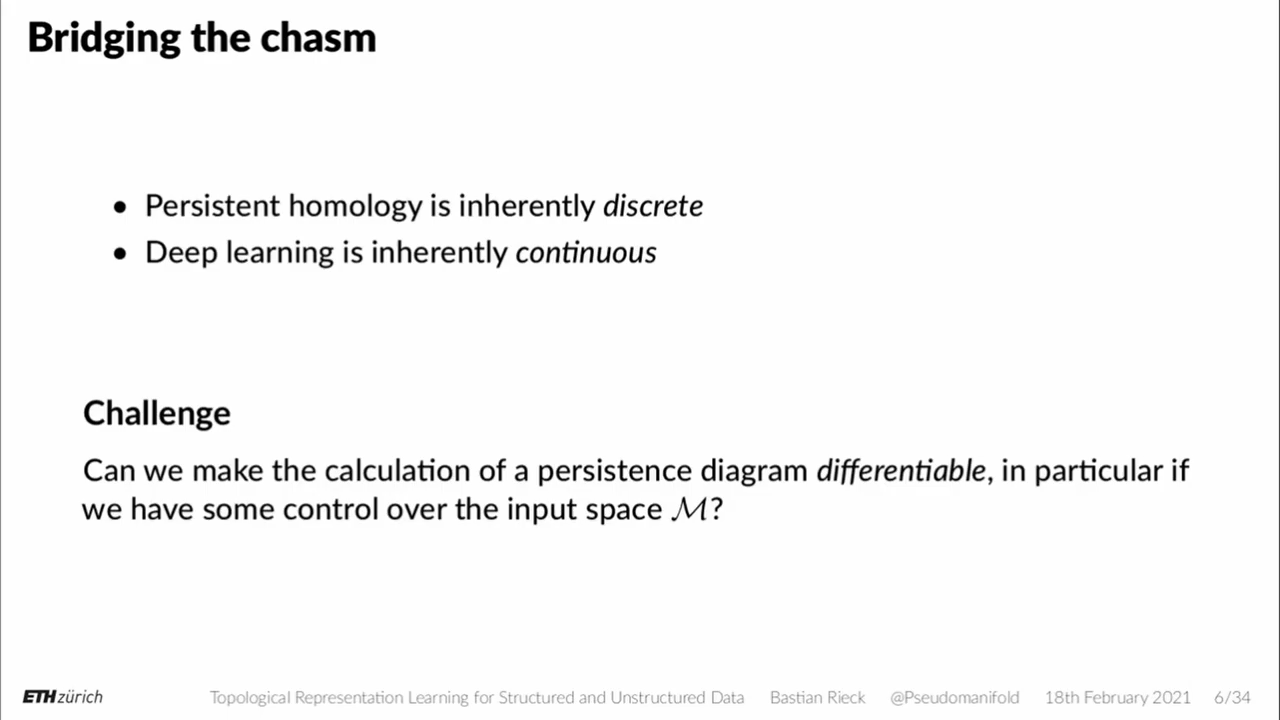 Bridging the chasm
• Persistent homology is inherently discrete
• Deep learning is inherently continuous
Challenge
Can we make the calculation of a persistence diagram differentiable, in particular if
we have some control over the input space ℳ?
ETH zürich Topological Representation Learning for Structured and Unstructured Data Bastian Rieck @Pseudomanifold 18th February 2021 6/34